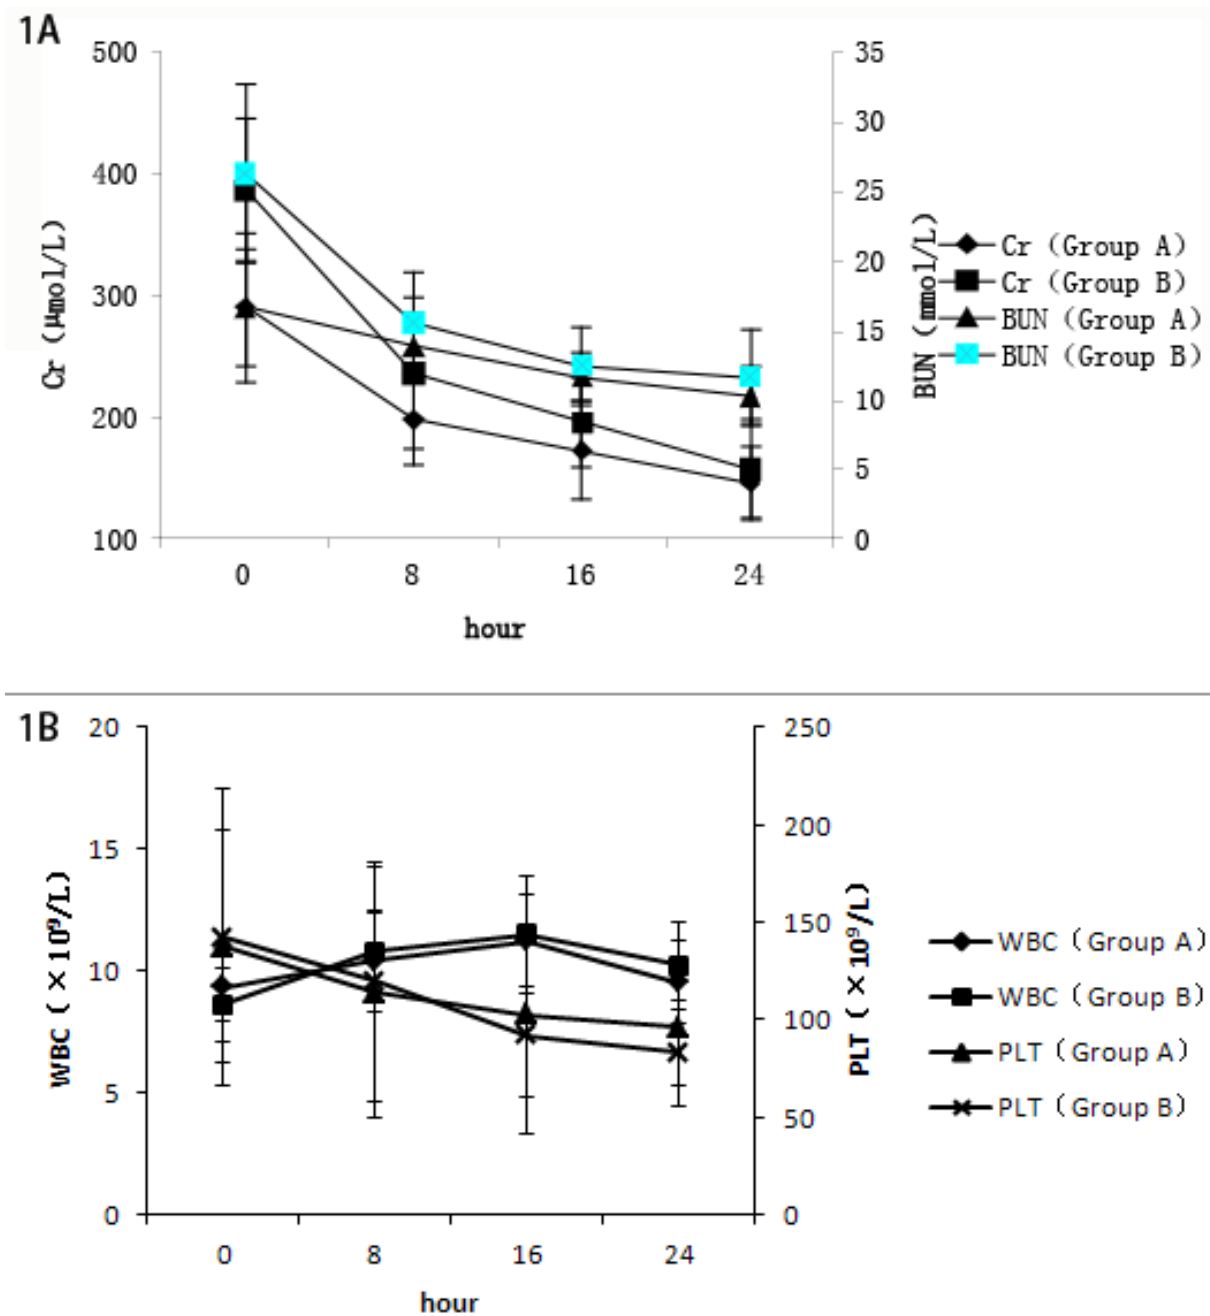 1A
500
400
300
200
100
Cr (μmol/L)
35
30
25
20
15
10
5
0
BUN (mmol/L)
Cr (Group A)
Cr (Group B)
BUN (Group A)
BUN (Group B)
0 8 16 24
hour
1B
20
15
10
5
0
WBC (×10⁹/L)
250
200
150
100
50
0
PLT (×10⁹/L)
WBC (Group A)
WBC (Group B)
PLT (Group A)
PLT (Group B)
0 8 16 24
hour